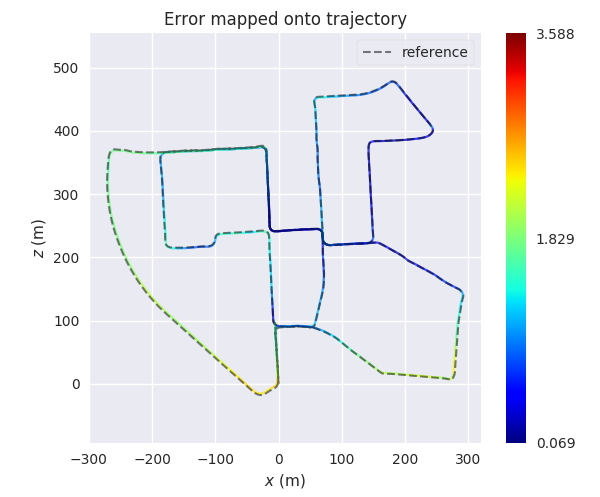 Error mapped onto trajectory
reference
3.588
1.829
0.069
500
400
300
200
100
0
z (m)
−300 −200 −100 0 100 200 300
x (m)